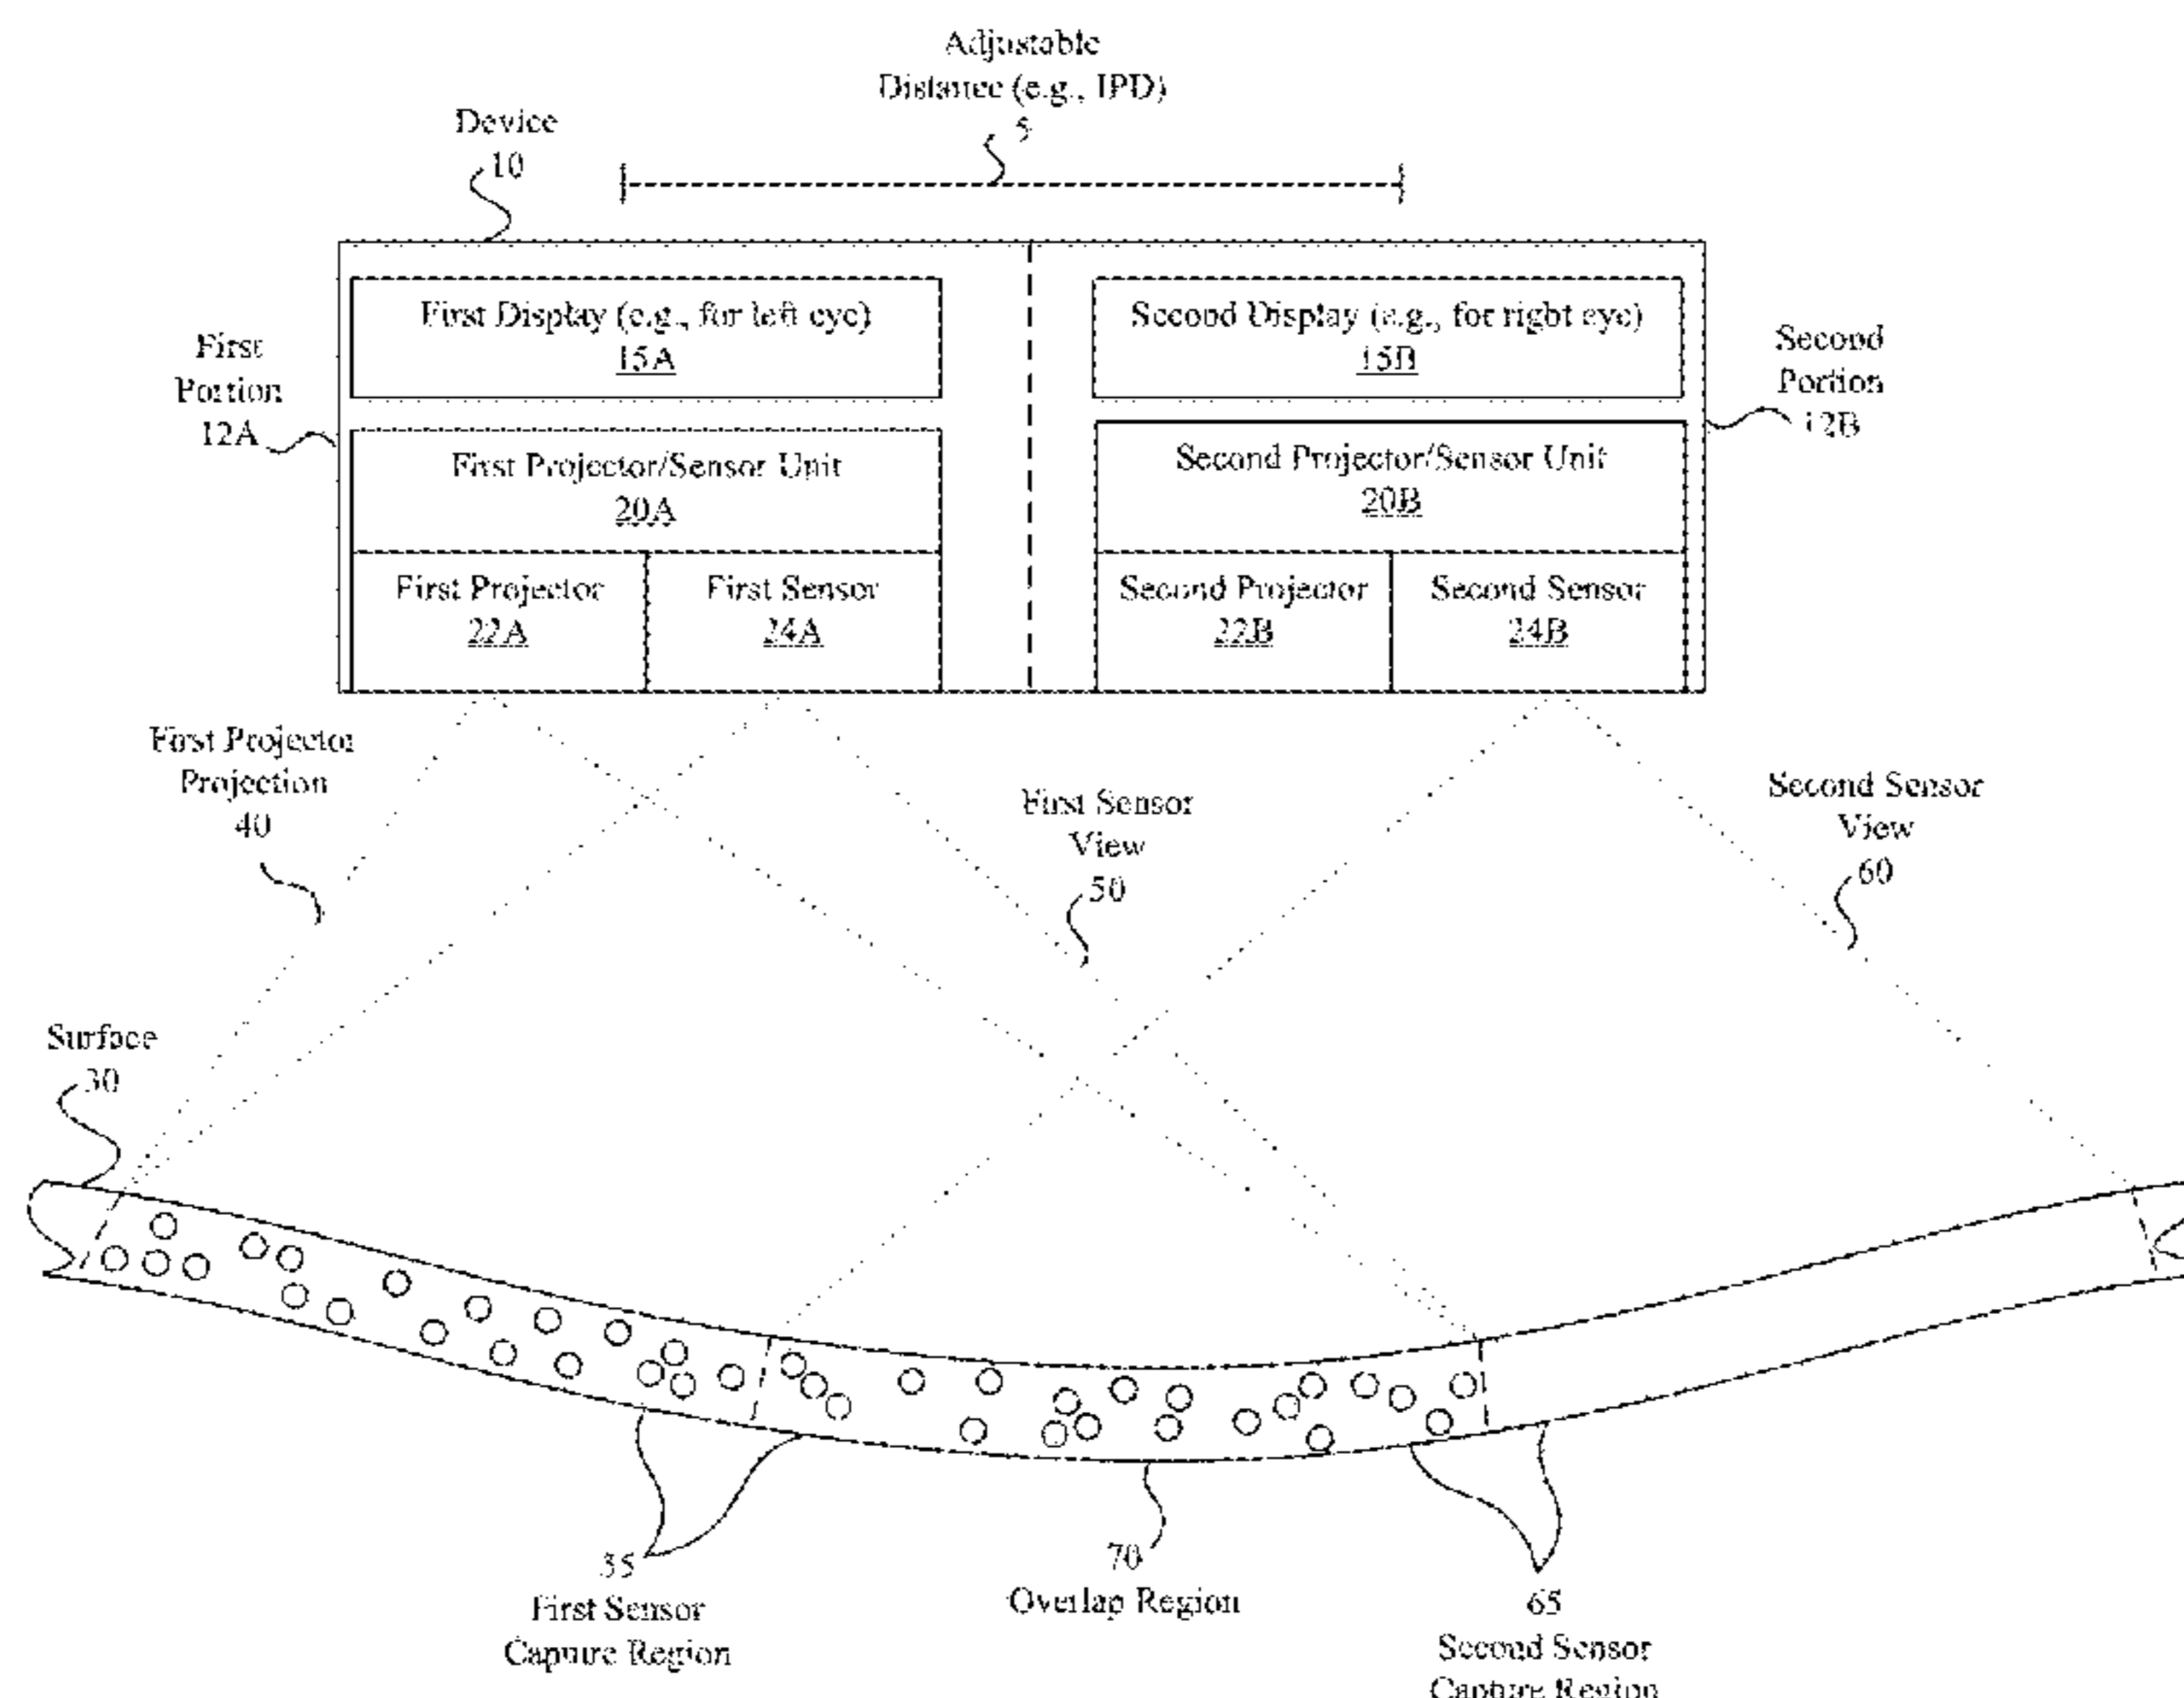 Adjustable
Distance (e.g., IPD)
5
Device
10
First Display (e.g., for left eye)
15A
Second Display (e.g., for right eye)
15B
First
Portion
12A
Second
Portion
12B
First Projector/Sensor Unit
20A
Second Projector/Sensor Unit
20B
First Projector
22A
First Sensor
24A
Second Projector
22B
Second Sensor
24B
First Projector
Projection
40
First Sensor
View
50
Second Sensor
View
60
Surface
30
35
First Sensor
Capture Region
70
Overlap Region
65
Second Sensor
Capture Region